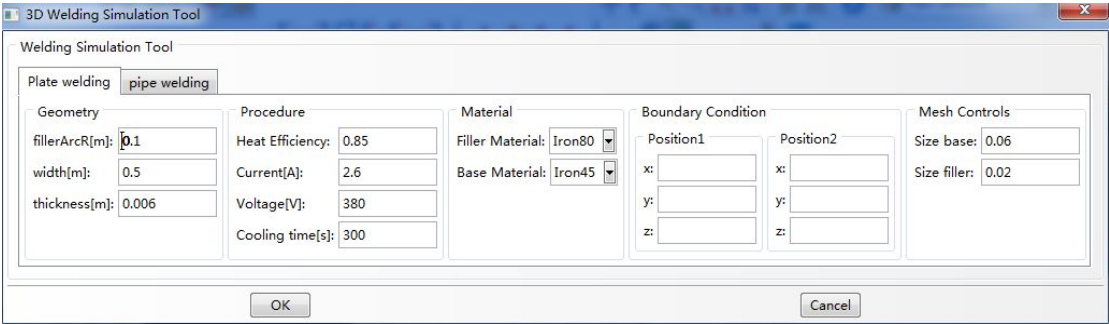 3D Welding Simulation Tool
Welding Simulation Tool
Plate welding pipe welding
Geometry Procedure Material Boundary Condition Mesh Controls
fillerArcR[m]: 0.1 Heat Efficiency: 0.85 Filler Material: Iron80 Position1 Position2 Size base: 0.06
width[m]: 0.5 Current[A]: 2.6 Base Material: Iron45 x: x: Size filler: 0.02
thickness[m]: 0.006 Voltage[V]: 380 y: y:
Cooling time[s]: 300 z: z:
OK Cancel